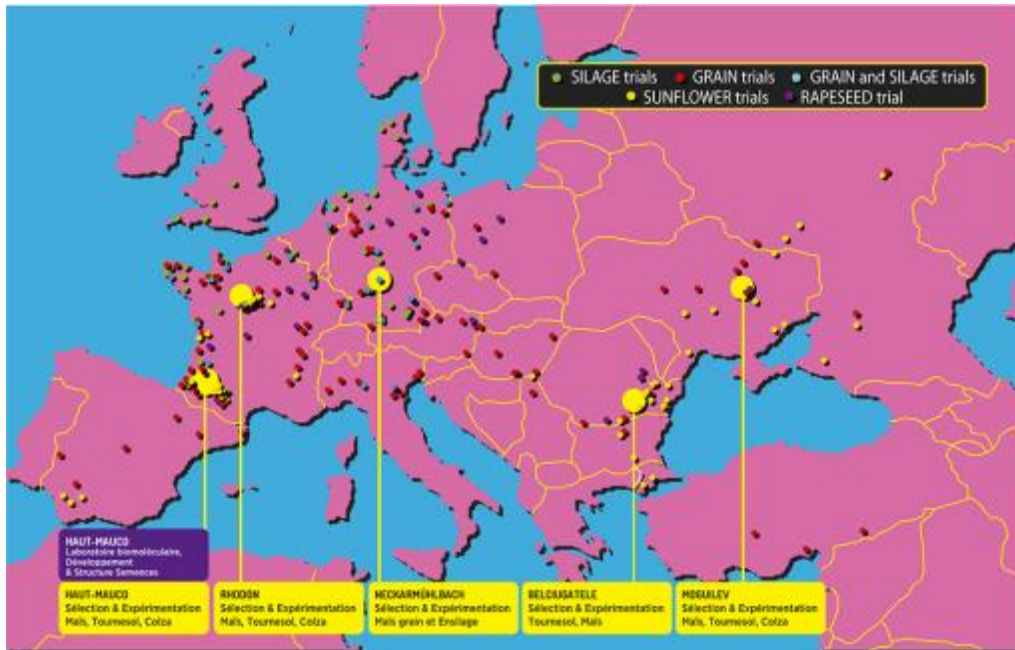 SILAGE trials GRAIN trials GRAIN and SILAGE trials
SUNFLOWER trials RAPESEED trial
HAUT-MAUCO
Laboratoire biomoléculaire,
Développement
& Structure Semences
HAUT-MAUCO
Sélection & Expérimentation
Maïs, Tournesol, Colza
RHODON
Sélection & Expérimentation
Maïs, Tournesol, Colza
NECKARMÜHLBACH
Sélection & Expérimentation
Maïs grain et Ensilage
BELCIUGATELE
Sélection & Expérimentation
Tournesol, Maïs
MOGUILEV
Sélection & Expérimentation
Maïs, Tournesol, Colza